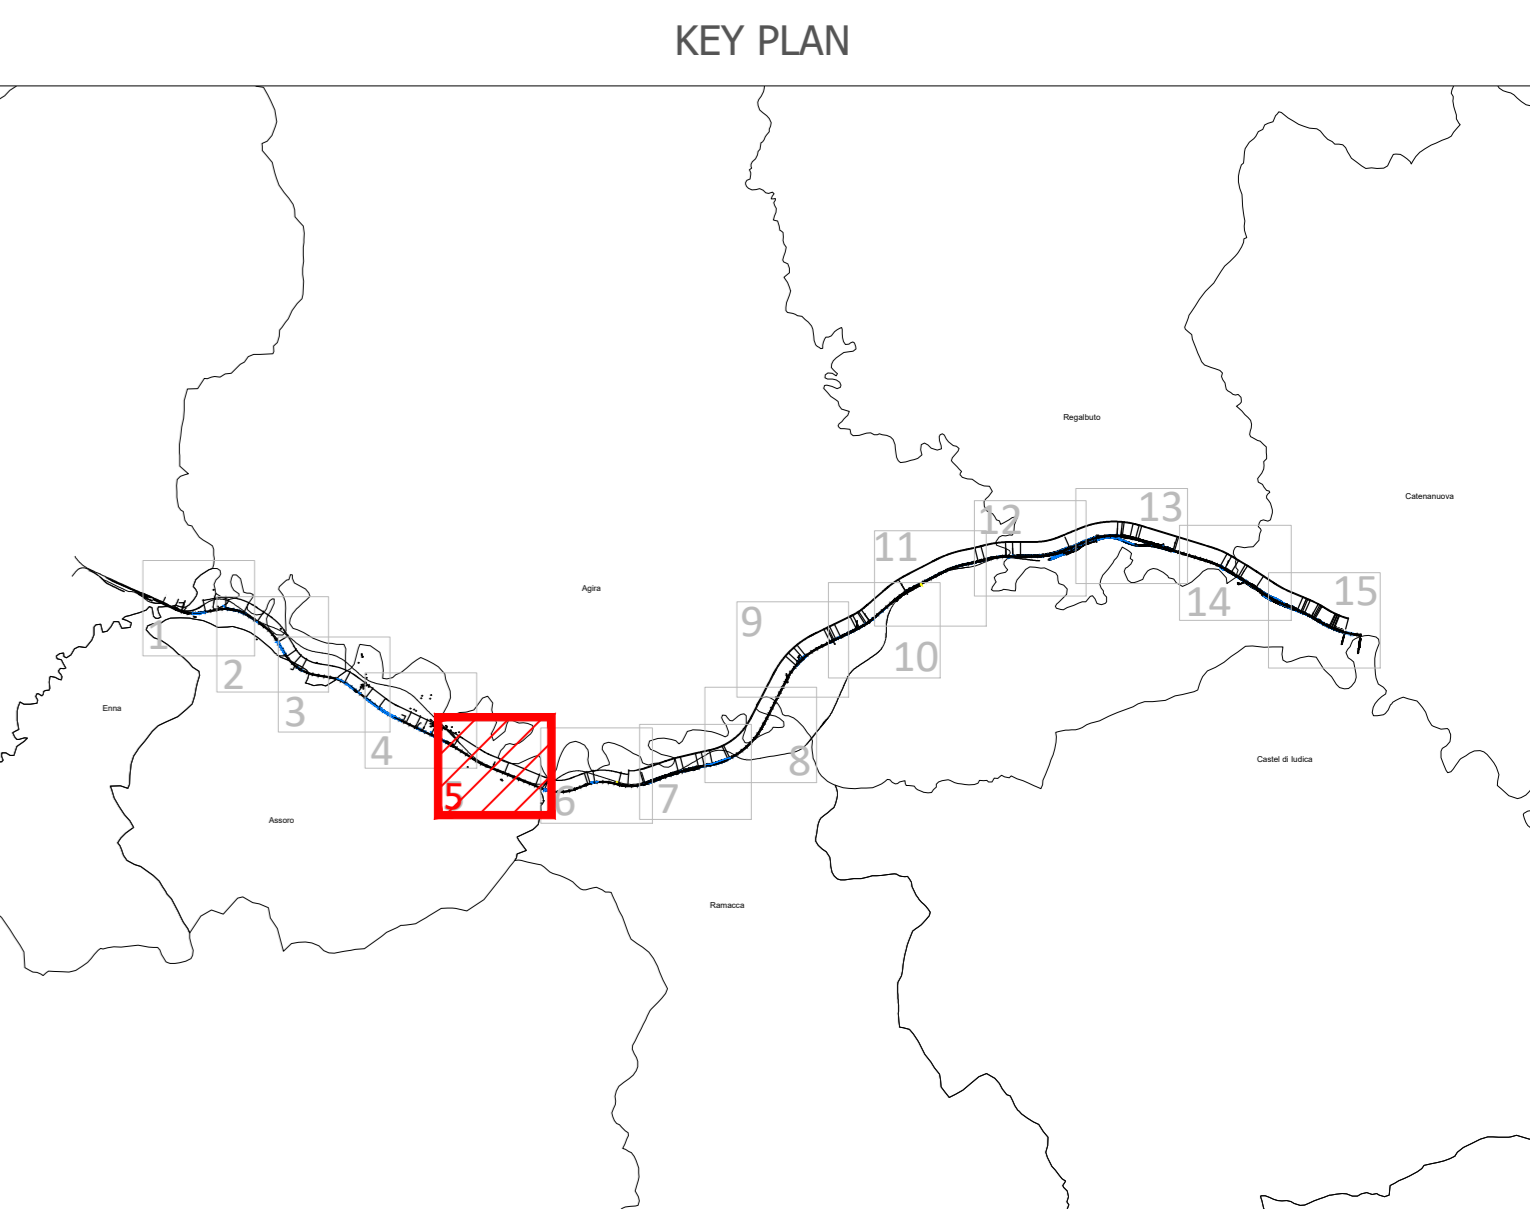 KEY PLAN
Regalbuto
Catenanuova
13
12
11
Agira
15
14
9
1
10
2
Enna
3
4
8
Castel di Iudica
5
6
7
Assoro
Ramacca